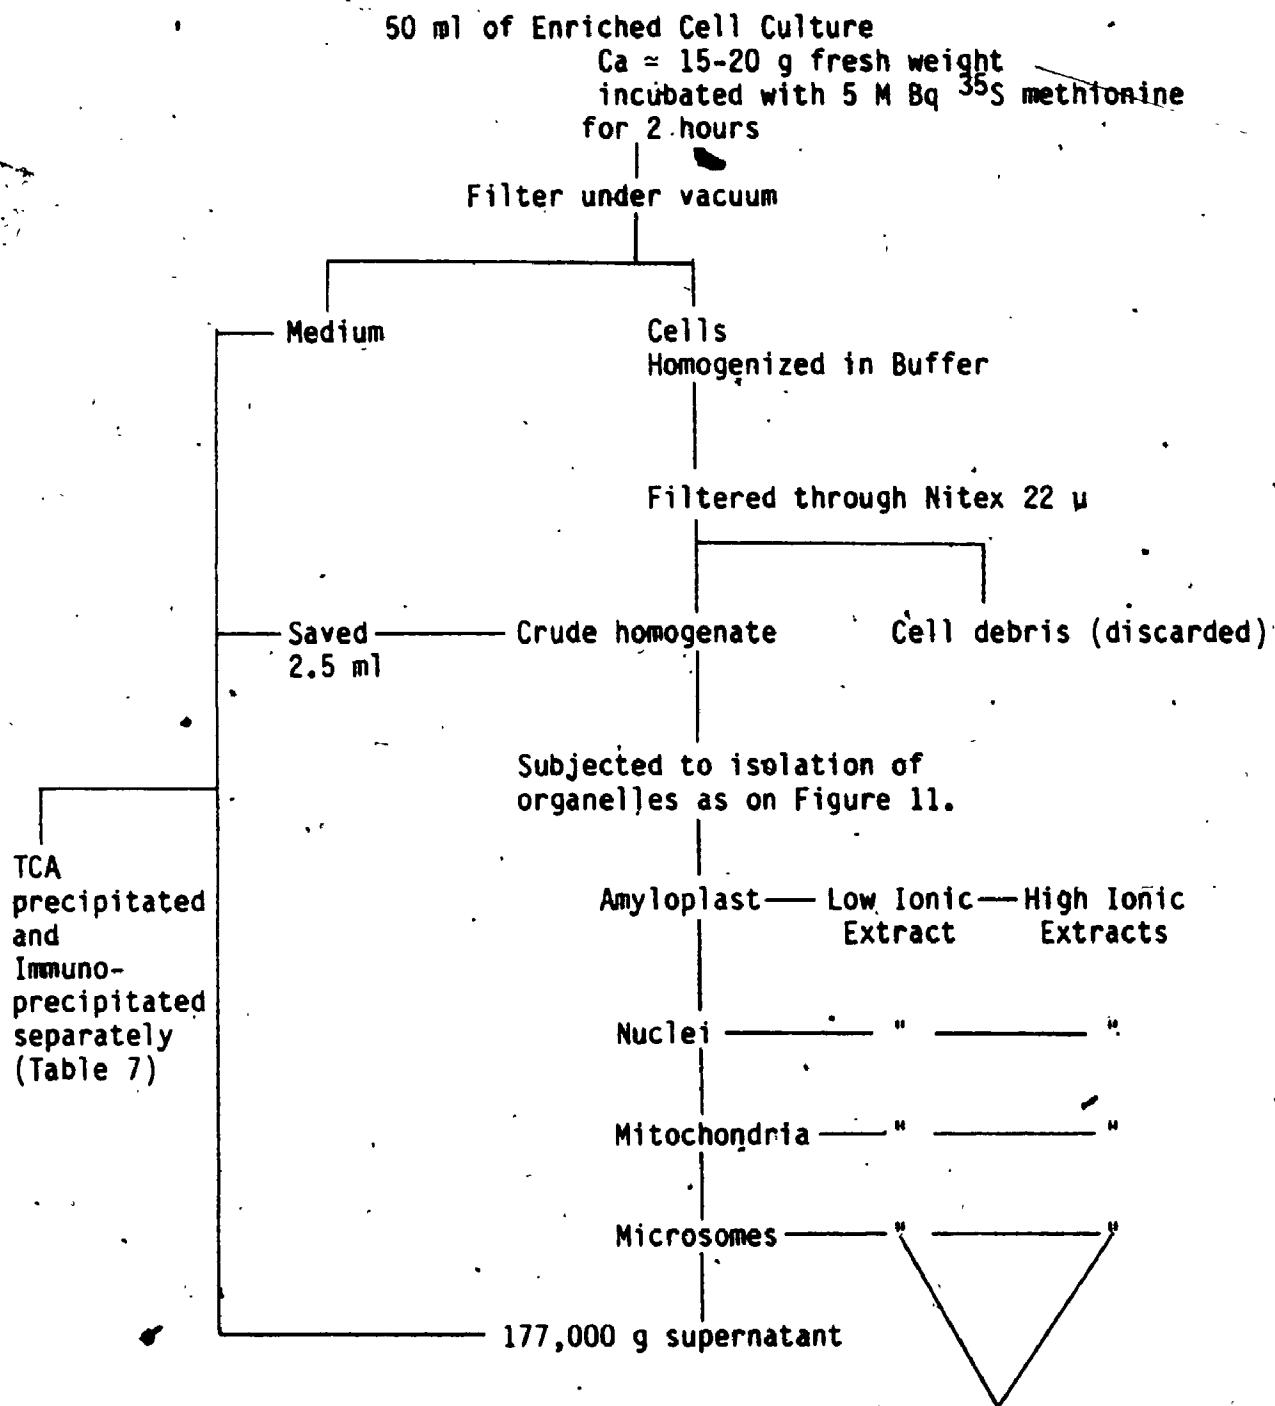 50 ml of Enriched Cell Culture
Ca ≃ 15-20 g fresh weight
incubated with 5 M Bq 35S methionine
for 2 hours
Filter under vacuum
Medium
Cells
Homogenized in Buffer
Filtered through Nitex 22 µ
Saved
2.5 ml
Crude homogenate
Cell debris (discarded)
Subjected to isolation of
organelles as on Figure 11.
TCA
precipitated
and
Immuno-
precipitated
separately
(Table 7)
Amyloplast
Low Ionic
Extract
High Ionic
Extracts
Nuclei " "
Mitochondria " "
Microsomes " "
177,000 g supernatant